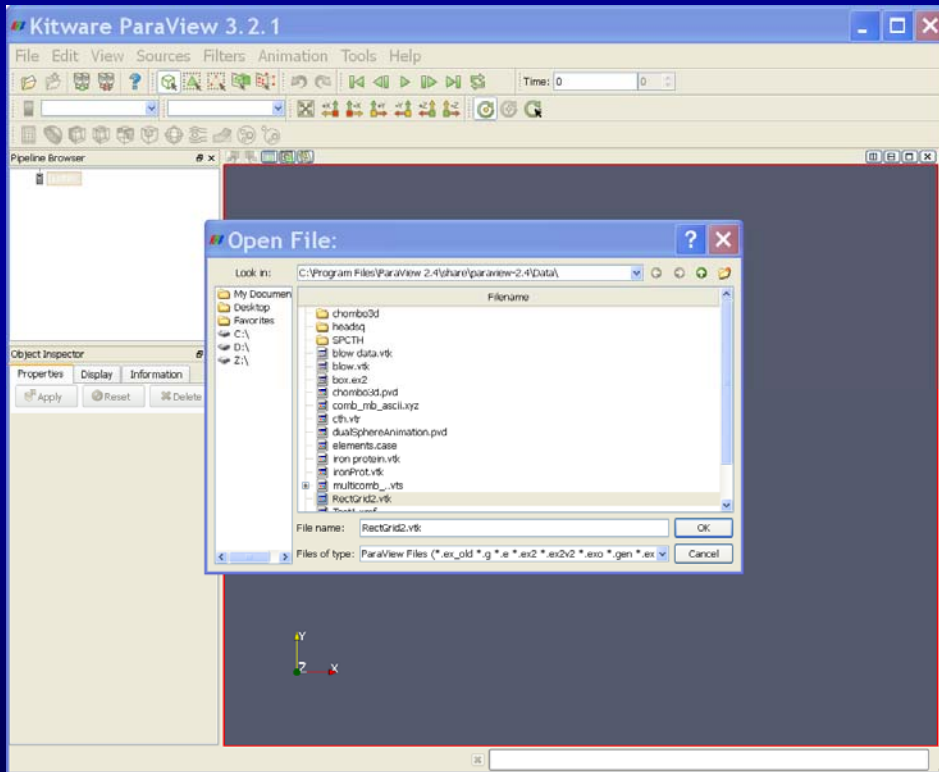 Kitware ParaView 3.2.1
File Edit View Sources Filters Animation Tools Help
Time: 0 0
Pipeline Browser
Open File:
Look in: C:\Program Files\ParaView 2.4\share\paraview-2.4\Data\
My Documen
Desktop
Favorites
C:\
D:\
Z:\
Filename
chombo3d
headsq
SPCTH
blow data.vtk
blow.vtk
box.ex2
chombo3d.pvd
comb_mb_ascii.xyz
cth.vtr
dualSphereAnimation.pvd
elements.case
iron protein.vtk
ironProt.vtk
multicomb_..vts
RectGrid2.vtk
File name: RectGrid2.vtk OK
Files of type: ParaView Files (*.ex_old *.g *.e *.ex2 *.ex2v2 *.exo *.gen *.ex Cancel
Object Inspector
Properties Display Information
Apply Reset Delete
Y
Z X